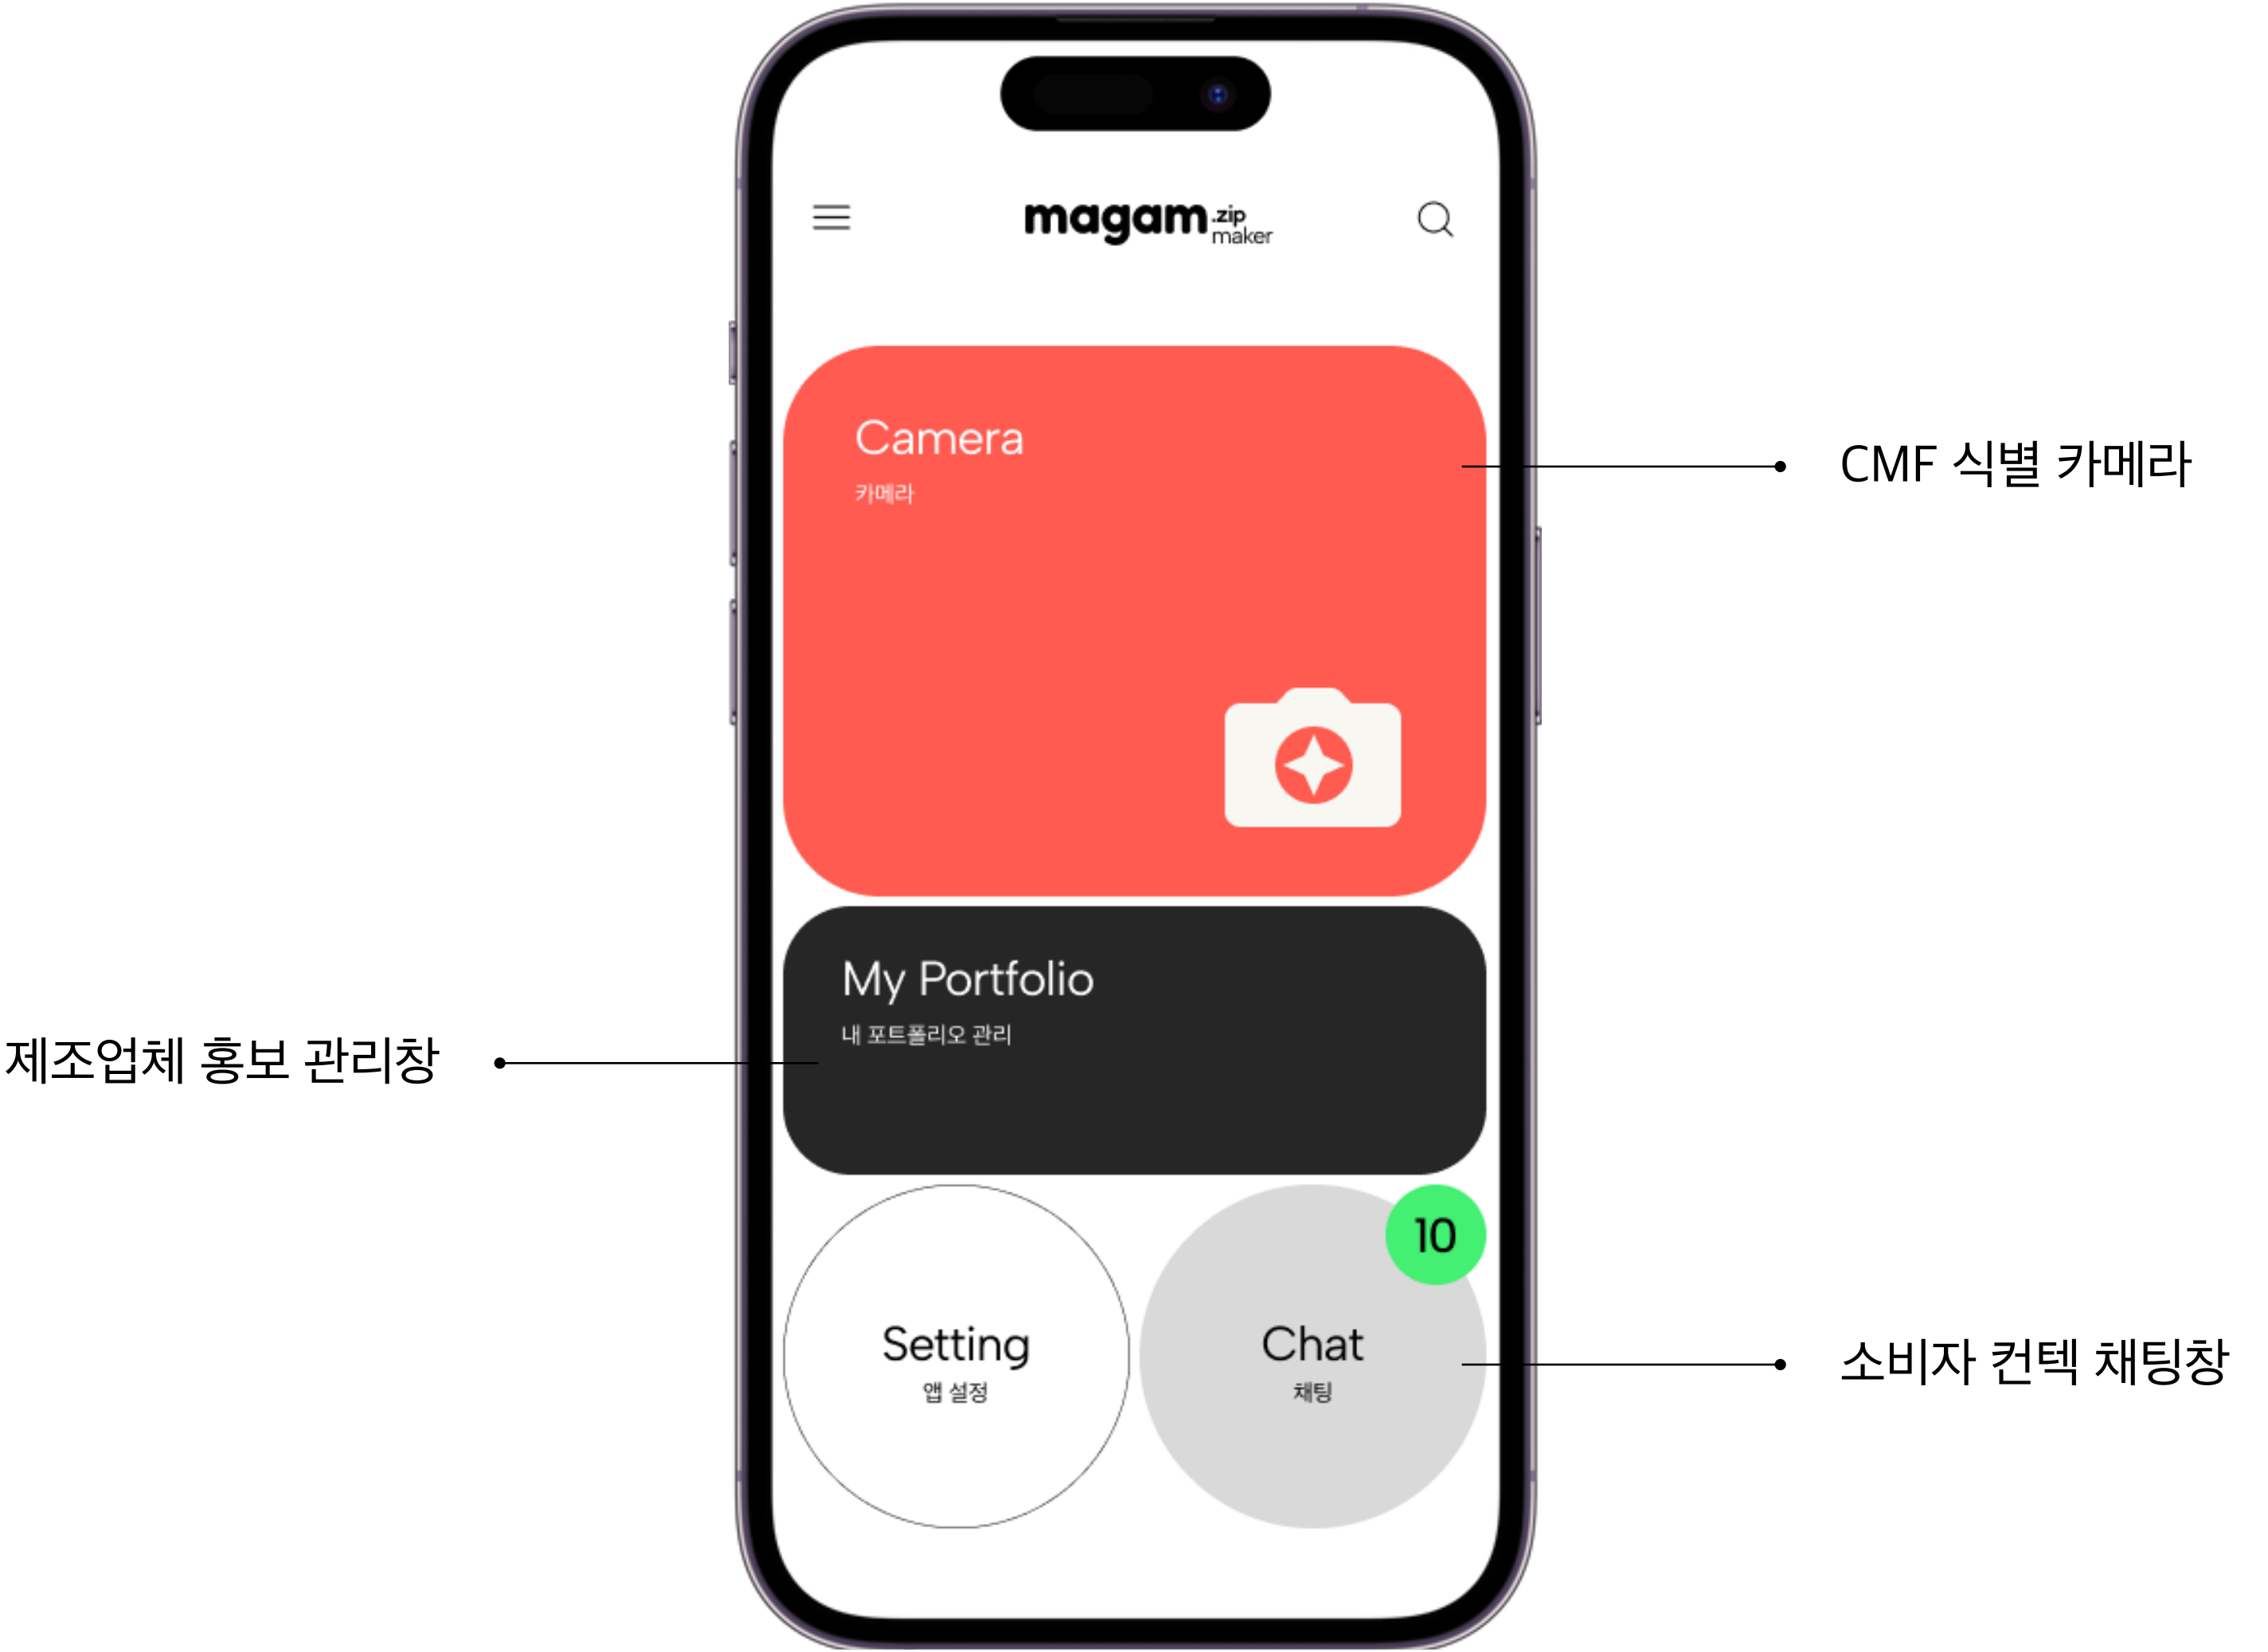 magam.zip
maker
Camera
카메라
CMF 식별 카메라
My Portfolio
내 포트폴리오 관리
제조업체 홍보 관리창
10
Setting
앱 설정
Chat
채팅
소비자 컨텍 채팅창